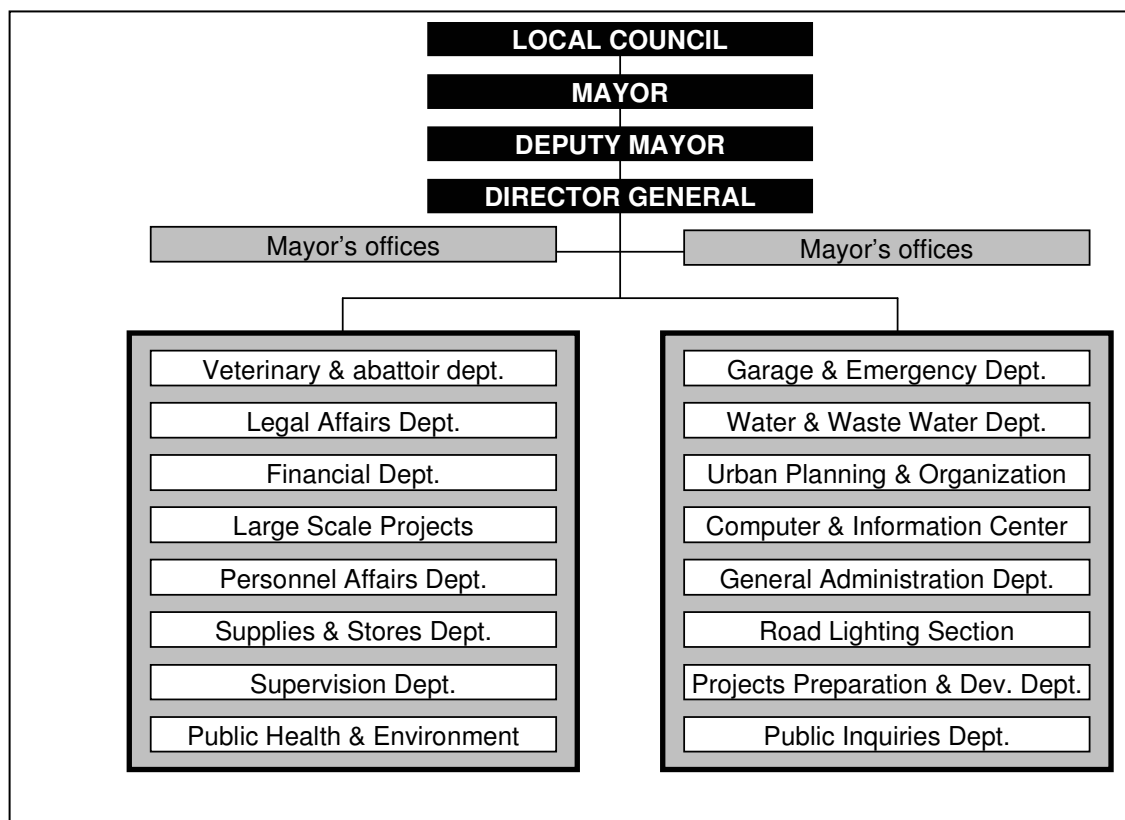 LOCAL COUNCIL
MAYOR
DEPUTY MAYOR
DIRECTOR GENERAL
Mayor's offices
Mayor's offices
Veterinary & abattoir dept.
Legal Affairs Dept.
Financial Dept.
Large Scale Projects
Personnel Affairs Dept.
Supplies & Stores Dept.
Supervision Dept.
Public Health & Environment
Garage & Emergency Dept.
Water & Waste Water Dept.
Urban Planning & Organization
Computer & Information Center
General Administration Dept.
Road Lighting Section
Projects Preparation & Dev. Dept.
Public Inquiries Dept.